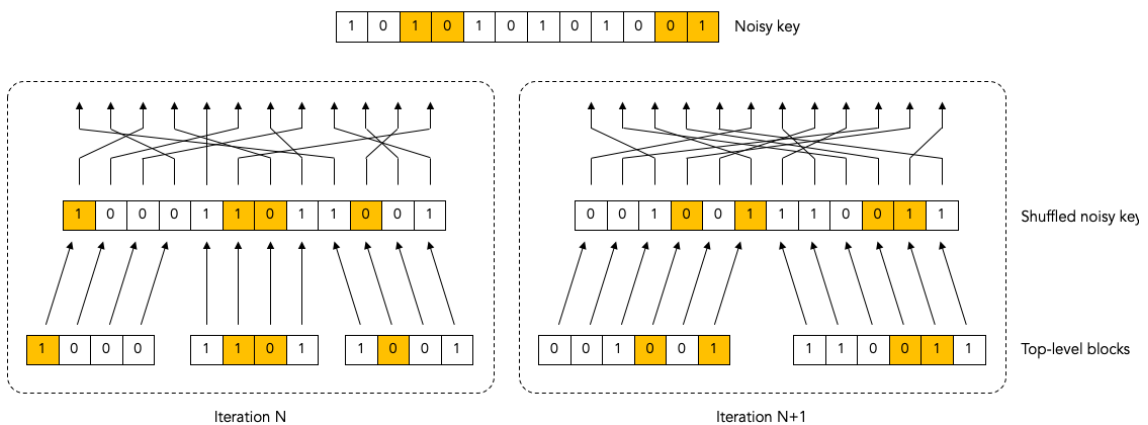 1 0 1 0 1 0 1 0 1 0 0 1 Noisy key
1 0 0 0 1 1 0 1 1 0 0 1 0 0 1 0 0 1 1 1 0 0 1 1 Shuffled noisy key
1 0 0 0 1 1 0 1 1 0 0 1 0 0 1 0 0 1 1 1 0 0 1 1 Top-level blocks
Iteration N Iteration N+1